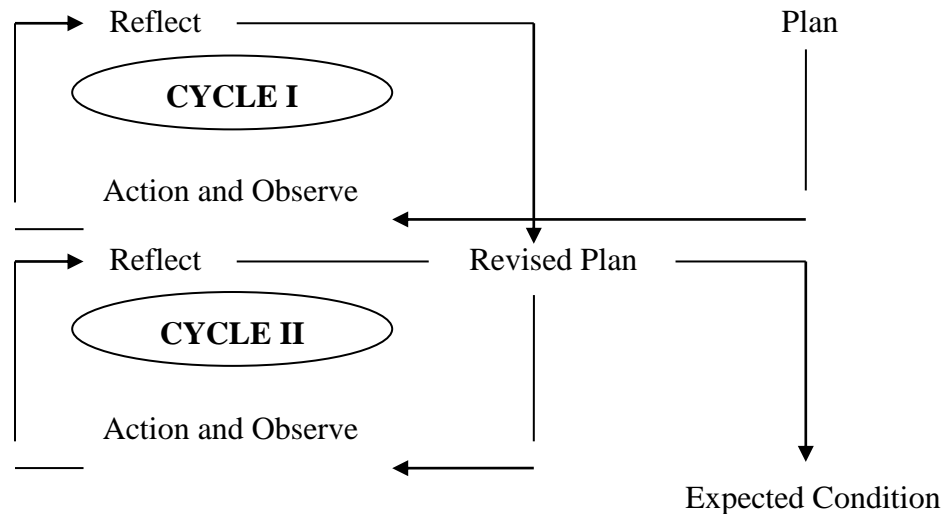 Reflect Plan
CYCLE I
Action and Observe
Reflect Revised Plan
CYCLE II
Action and Observe
Expected Condition